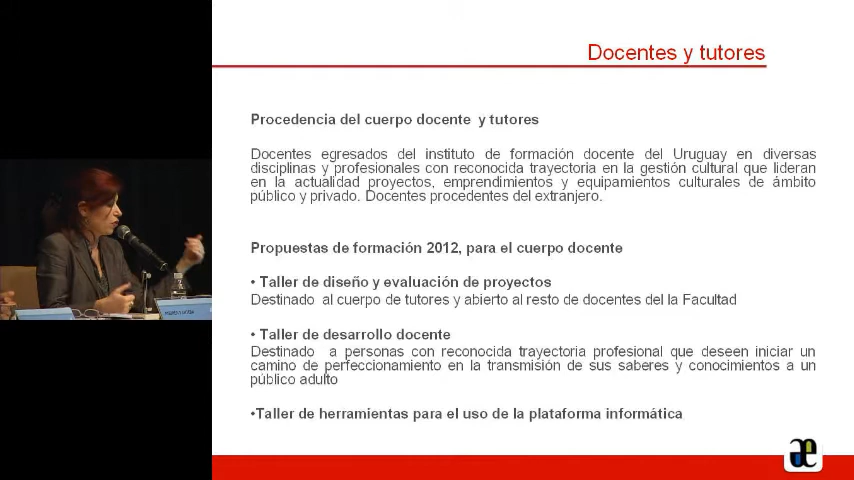 Docentes y tutores
Procedencia del cuerpo docente y tutores
Docentes egresados del instituto de formación docente del Uruguay en diversas
disciplinas y profesionales con reconocida trayectoria en la gestión cultural que lideran
en la actualidad proyectos, emprendimientos y equipamientos culturales de ámbito
público y privado. Docentes procedentes del extranjero.
Propuestas de formación 2012, para el cuerpo docente
• Taller de diseño y evaluación de proyectos
Destinado al cuerpo de tutores y abierto al resto de docentes del la Facultad
• Taller de desarrollo docente
Destinado a personas con reconocida trayectoria profesional que deseen iniciar un
camino de perfeccionamiento en la transmisión de sus saberes y conocimientos a un
público adulto
•Taller de herramientas para el uso de la plataforma informática
æ